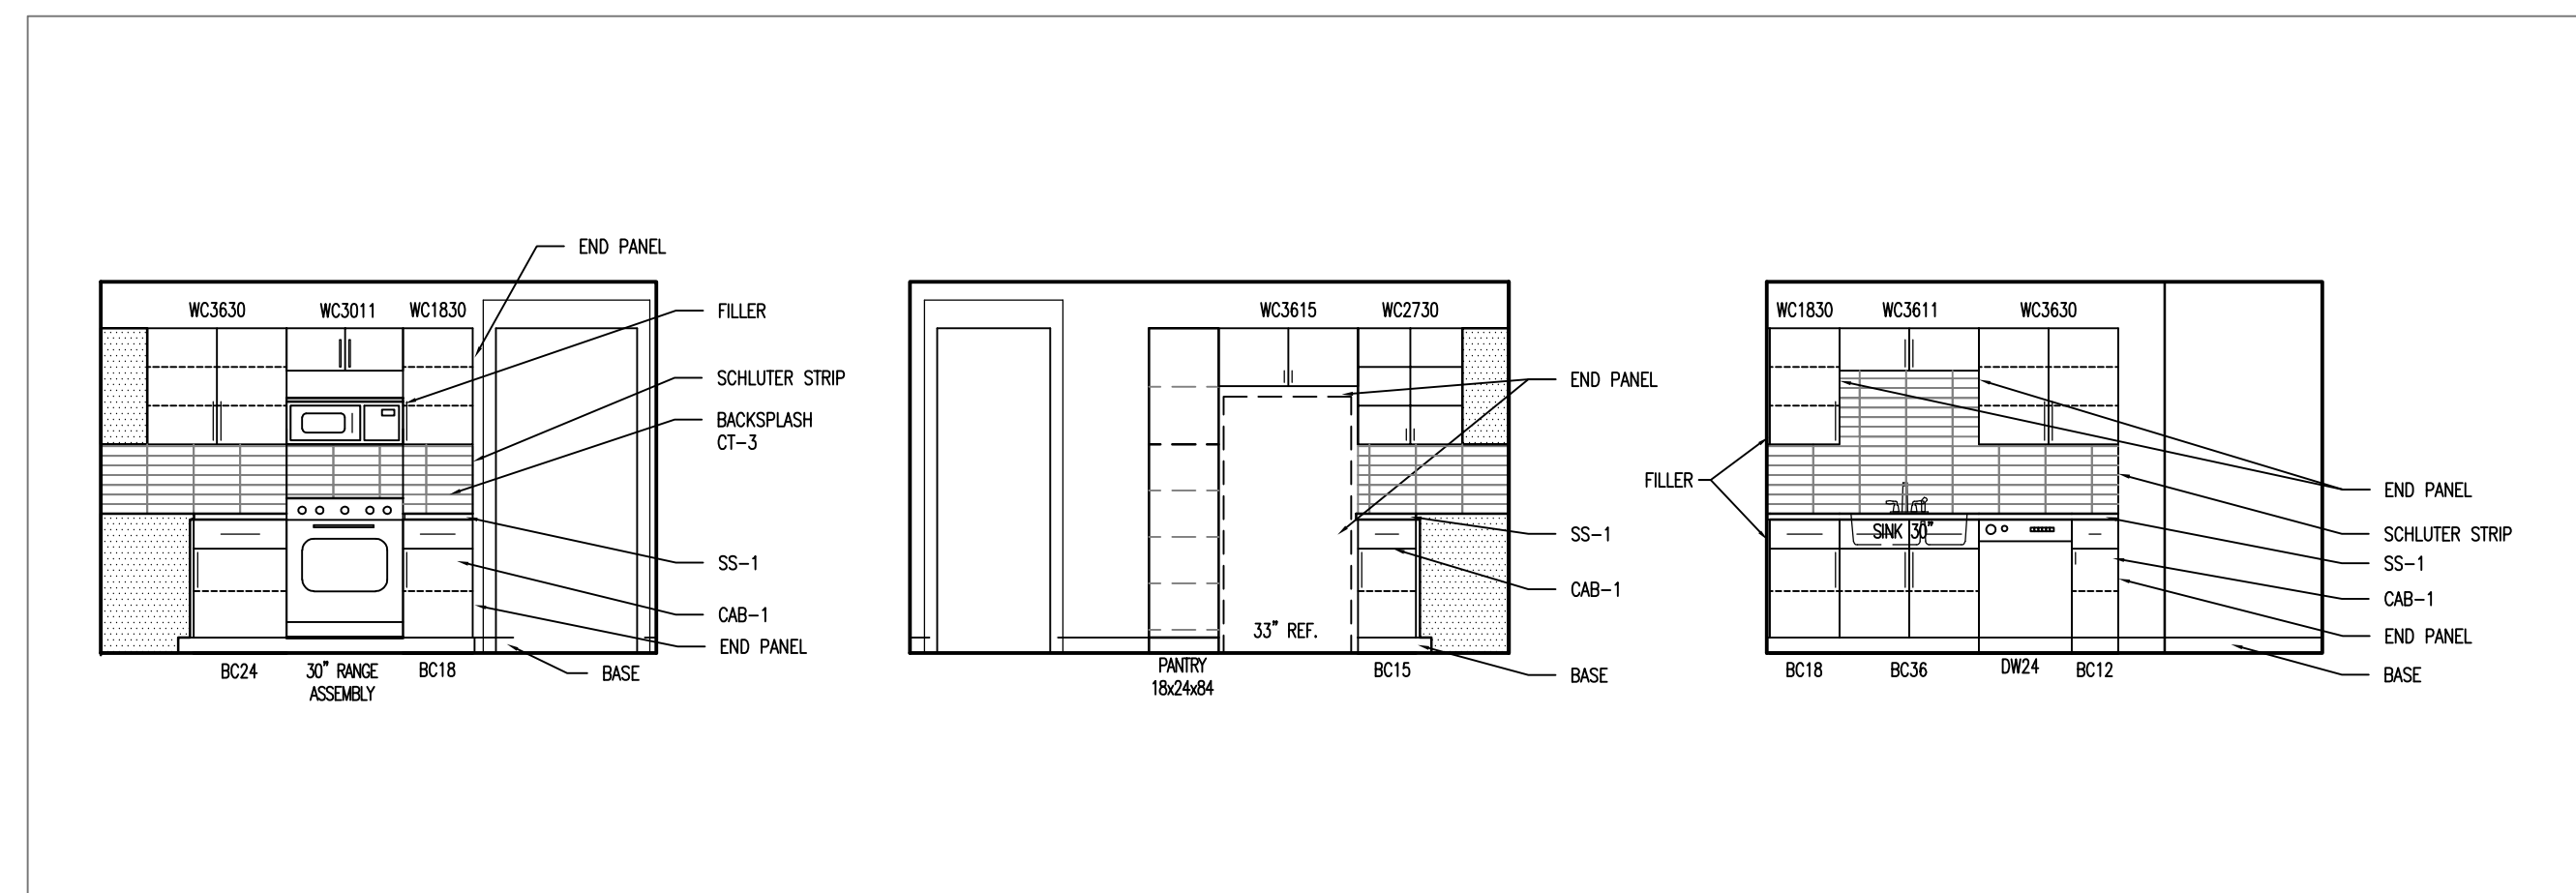 END PANEL
WC3630
WC3011
WC1830
FILLER
SCHLUTER STRIP
BACKSPLASH
CT-3
SS-1
CAB-1
END PANEL
BASE
BC24
30" RANGE
ASSEMBLY
BC18
WC3615
WC2730
END PANEL
SS-1
CAB-1
33" REF.
BASE
PANTRY
18x24x84
BC15
WC1830
WC3611
WC3630
FILLER
SINK 30"
END PANEL
SCHLUTER STRIP
SS-1
CAB-1
END PANEL
BASE
BC18
BC36
DW24
BC12